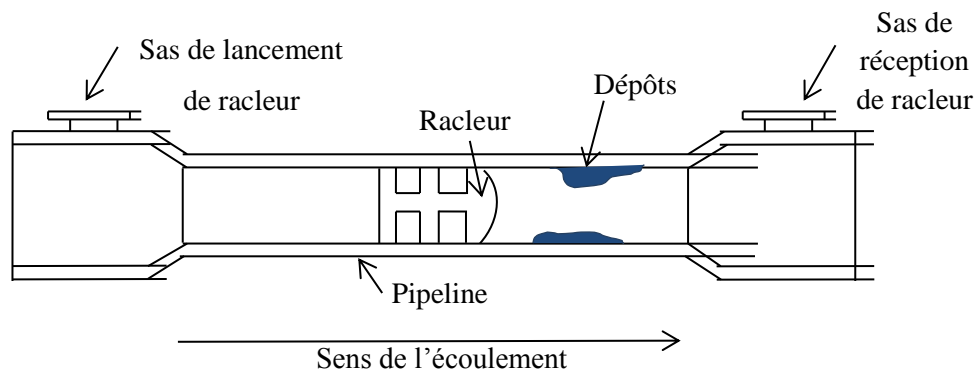 Sas de lancement
de racleur
Sas de
réception
de racleur
Dépôts
Racleur
Pipeline
Sens de l’écoulement